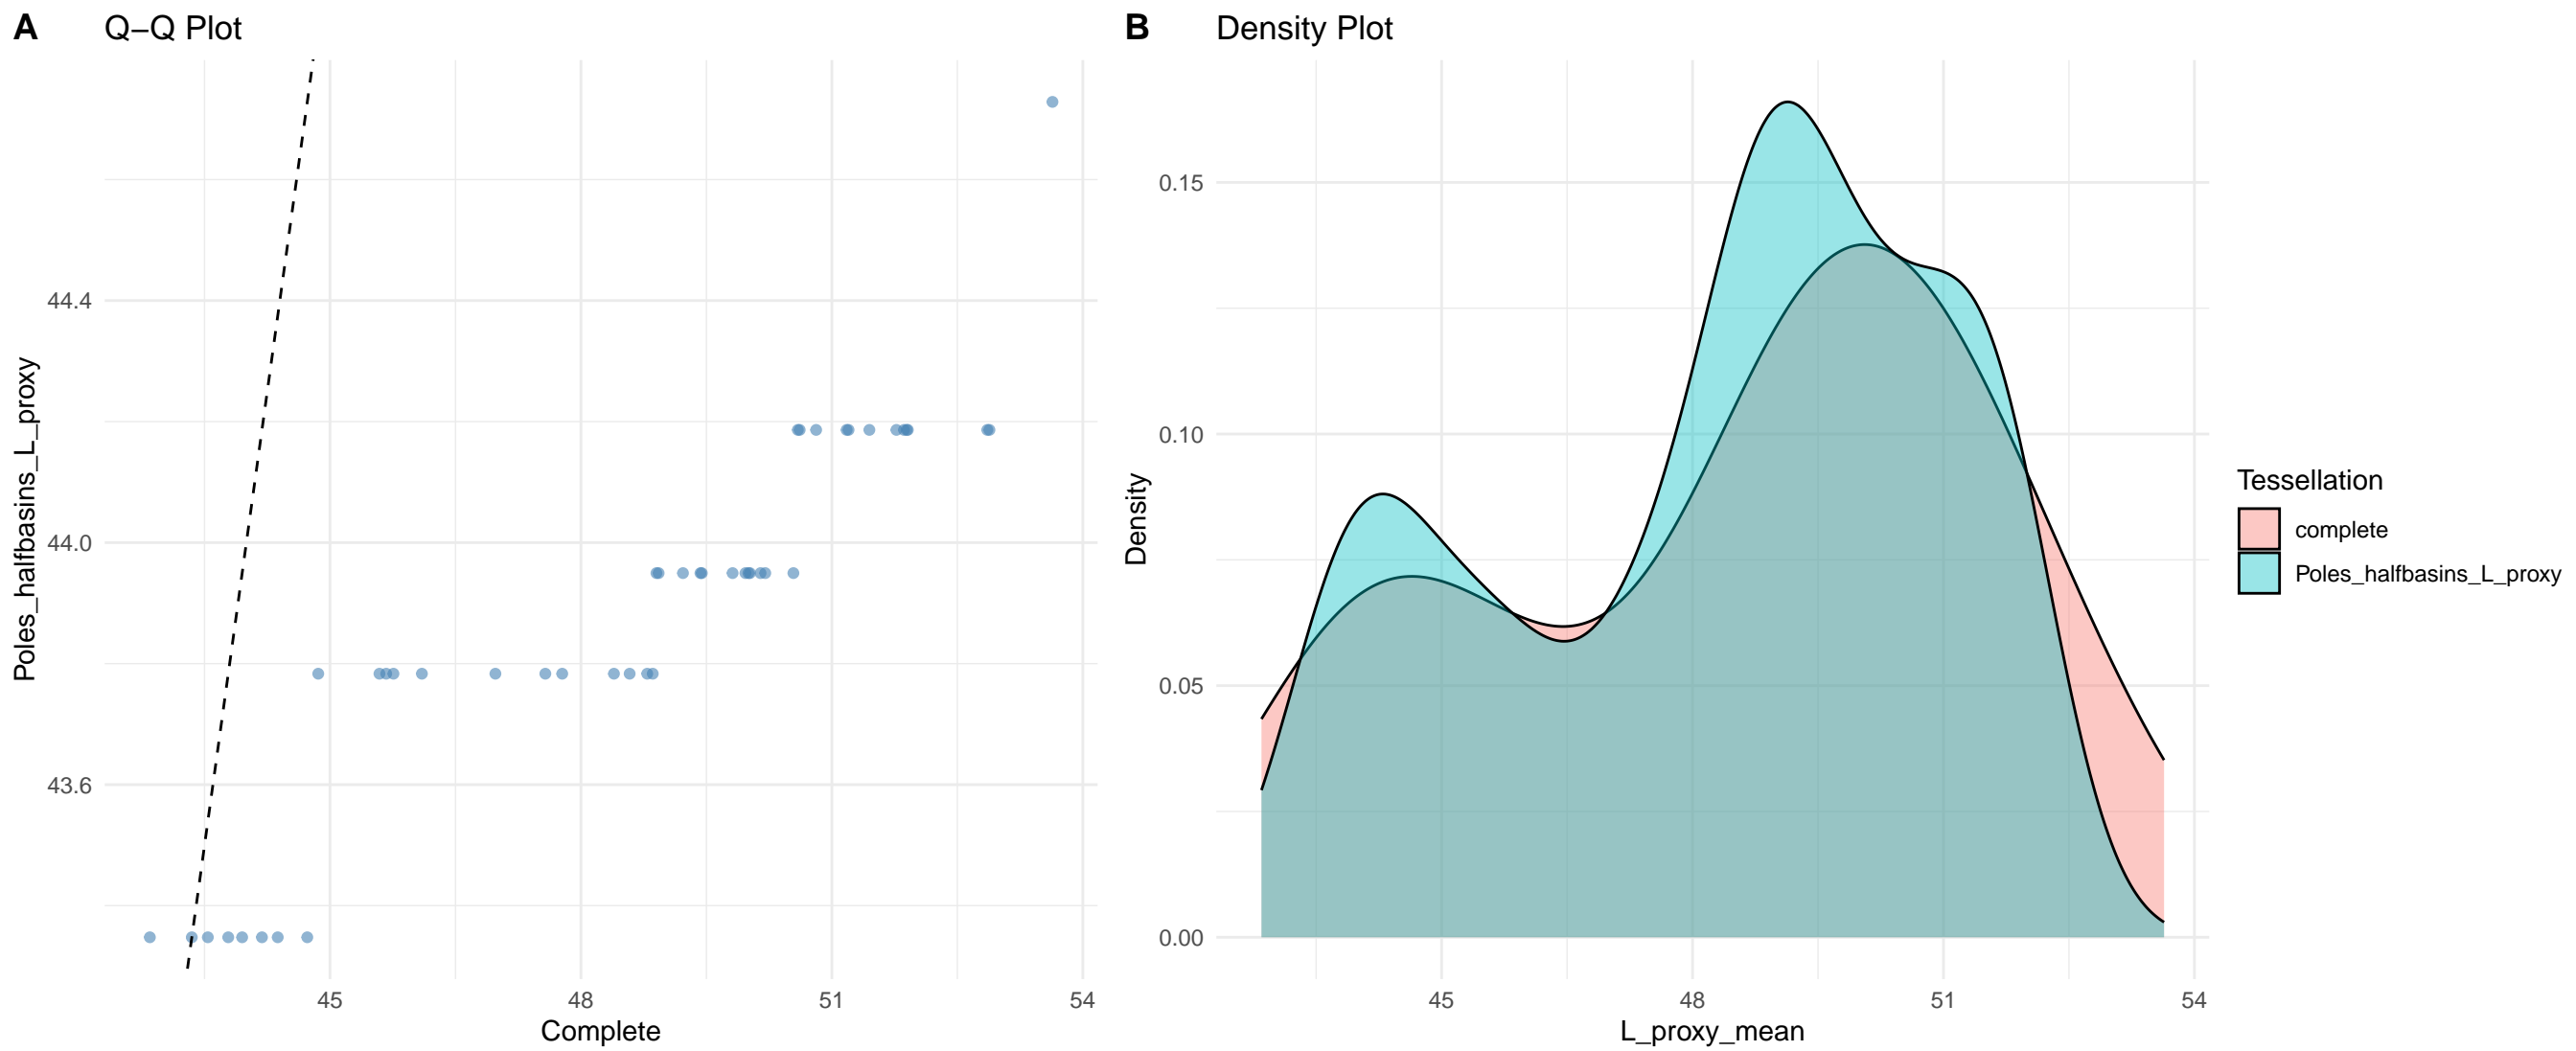 A
Q−Q Plot
Poles_halfbasins_L_proxy
44.4
44.0
43.6
45
48
51
54
Complete
B
Density Plot
Density
0.15
0.10
0.05
0.00
45
48
51
54
L_proxy_mean
Tessellation
complete
Poles_halfbasins_L_proxy